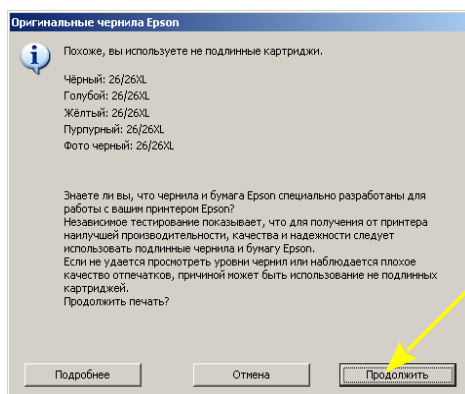 Оригинальные чернила Epson
Похоже, вы используете не подлинные картриджи.
Чёрный: 26/26XL
Голубой: 26/26XL
Жёлтый: 26/26XL
Пурпурный: 26/26XL
Фото черный: 26/26XL
Знаете ли вы, что чернила и бумага Epson специально разработаны для
работы с вашим принтером Epson?
Независимое тестирование показывает, что для получения от принтера
наилучшей производительности, качества и надежности следует
использовать подлинные чернила и бумагу Epson.
Если не удается просмотреть уровни чернил или наблюдается плохое
качество отпечатков, причиной может быть использование не подлинных
картриджей.
Продолжить печать?
Подробнее
Отмена
Продолжить